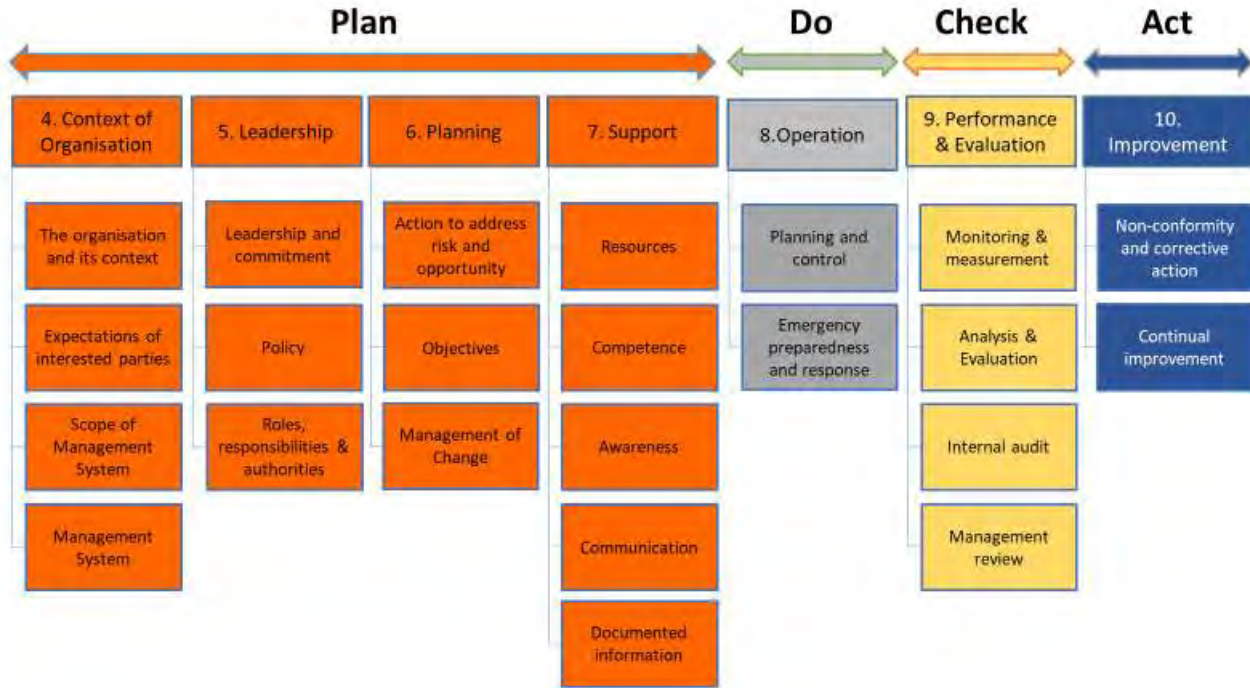 Plan
Do
Check
Act
4. Context of
Organisation
5. Leadership
6. Planning
7. Support
8.Operation
9. Performance
& Evaluation
10.
Improvement
The organisation
and its context
Leadership and
commitment
Action to address
risk and
opportunity
Resources
Planning and
control
Monitoring &
measurement
Non-conformity
and corrective
action
Expectations of
interested parties
Policy
Objectives
Competence
Emergency
preparedness
and response
Analysis &
Evaluation
Continual
improvement
Scope of
Management
System
Roles,
responsibilities &
authorities
Management of
Change
Awareness
Internal audit
Management
System
Communication
Management
review
Documented
information